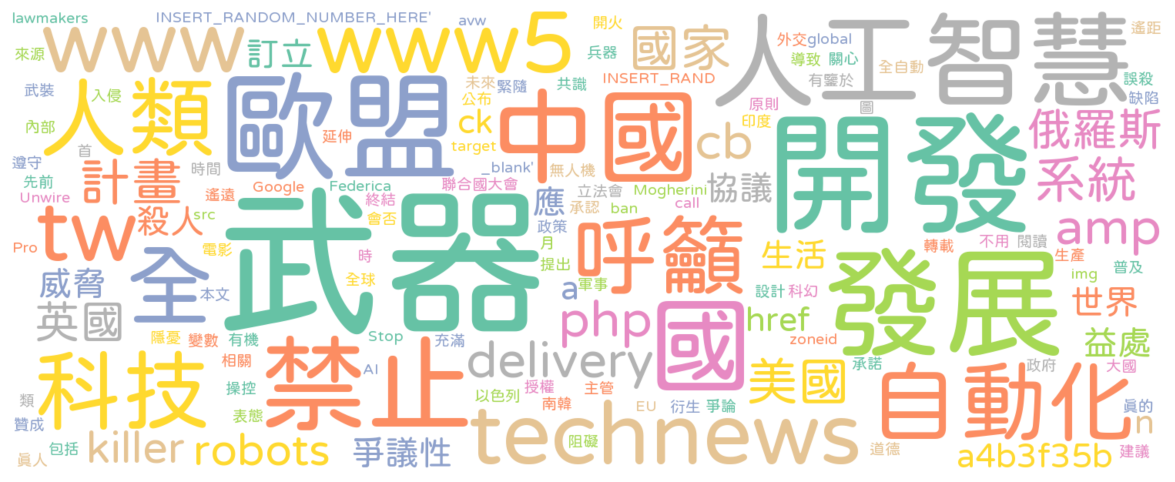 lawmakers INSERT_RANDOM_NUMBER_HERE' avw 開火 外交 global 遙距
來源 www 訂立 www5 兵器 國家 導致 關心 人工智慧
武裝 入侵 人類 歐盟 未來 緊隨 共識 INSERT_RAND 有鑒於 全自動 誤殺
公布 中國 原則 圖 缺陷
內部 延伸 ck cb 印度 開發 俄羅斯
遵守 首 計畫 時間 target _blank' 無人機 協議 系統
先前 遙遠 Google Federica 聯合國大會 立法會
Unwire 殺人 src 終結 應 承認 Mogherini
tw 武器 會否 政策 ban call amp
Pro 全 電影 時 月 呼籲 生活 轉載 不用 閱讀
威脅 本文 全球 提出 軍事 設計 科幻 發展 生產 普及
a img
英國 隱憂 變數 有機 Stop 充滿 php 國 href 世界
相關 AI delivery zoneid 益處
科技 操控 禁止 以色列 授權 主管 美國 承諾 政府 大國
類 表態 南韓 EU 衍生 爭論 自動化 真的
贊成 technews n
真人 包括 killer robots 爭議性 阻礙 道德 a4b3f35b 建議